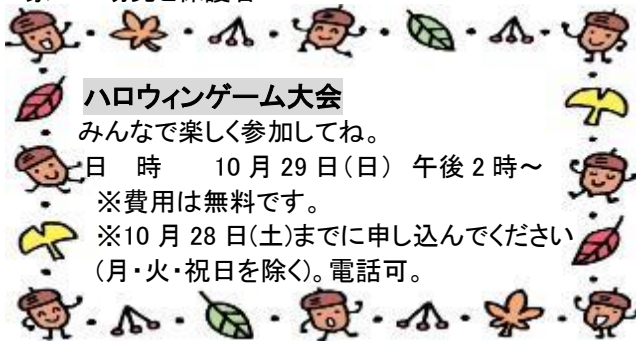 ハロウィンゲーム大会
みんなで楽しく参加してね。
日 時 10月29日(日) 午後2時~
※費用は無料です。
※10月28日(土)までに申し込んでください
(月・火・祝日を除く)。電話可。